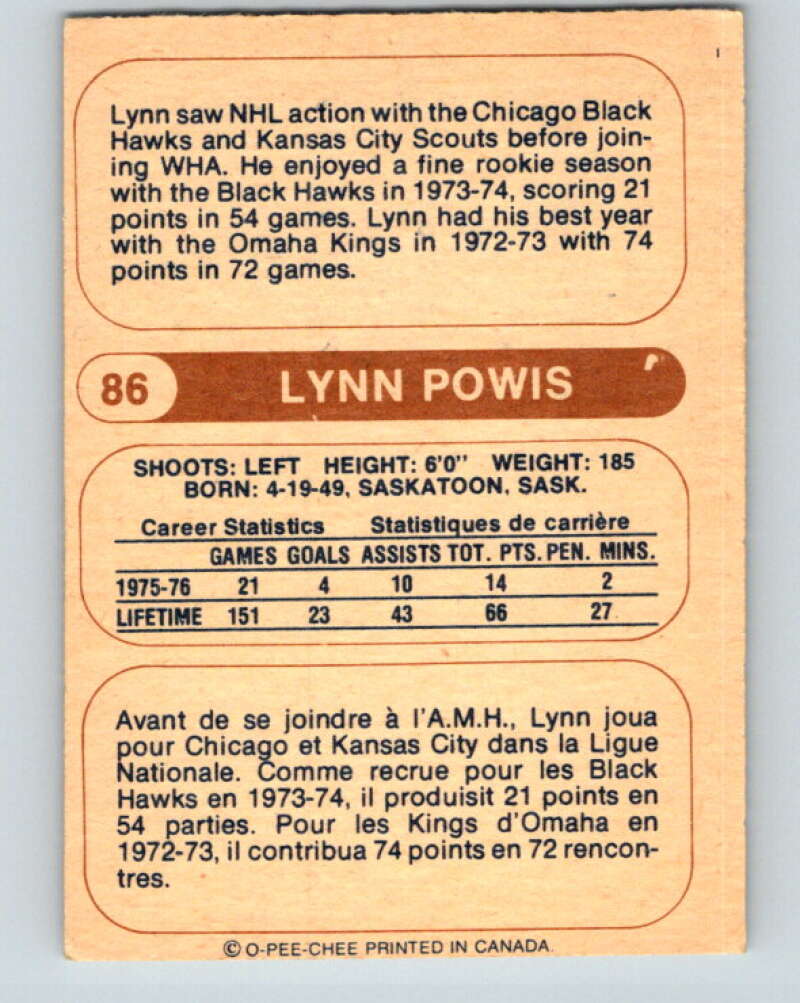 Lynn saw NHL action with the Chicago Black
Hawks and Kansas City Scouts before join-
ing WHA. He enjoyed a fine rookie season
with the Black Hawks in 1973-74, scoring 21
points in 54 games. Lynn had his best year
with the Omaha Kings in 1972-73 with 74
points in 72 games.
86 LYNN POWIS
SHOOTS: LEFT HEIGHT: 6'0" WEIGHT: 185
BORN: 4-19-49, SASKATOON, SASK.
Career Statistics Statistiques de carrière
GAMES GOALS ASSISTS TOT. PTS. PEN. MINS.
1975-76 21 4 10 14 2
LIFETIME 151 23 43 66 27
Avant de se joindre à l'A.M.H., Lynn joua
pour Chicago et Kansas City dans la Ligue
Nationale. Comme recrue pour les Black
Hawks en 1973-74, il produisit 21 points en
54 parties. Pour les Kings d'Omaha en
1972-73, il contribua 74 points en 72 rencon-
tres.
© O-PEE-CHEE PRINTED IN CANADA.